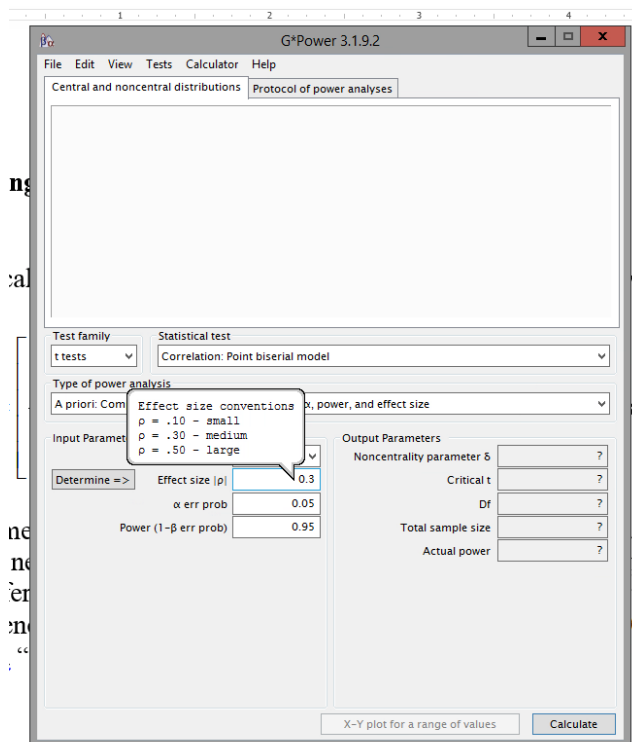 1 2 3 4
βα G*Power 3.1.9.2 X
File Edit View Tests Calculator Help
Central and noncentral distributions Protocol of power analyses
Test family Statistical test
t tests Correlation: Point biserial model
Type of power analysis
A priori: Com α, power, and effect size
Effect size conventions
ρ = .10 - small
ρ = .30 - medium
ρ = .50 - large
Input Paramet
Determine => Effect size |ρ| 0.3
α err prob 0.05
Power (1-β err prob) 0.95
Output Parameters
Noncentrality parameter δ ?
Critical t ?
Df ?
Total sample size ?
Actual power ?
X-Y plot for a range of values Calculate